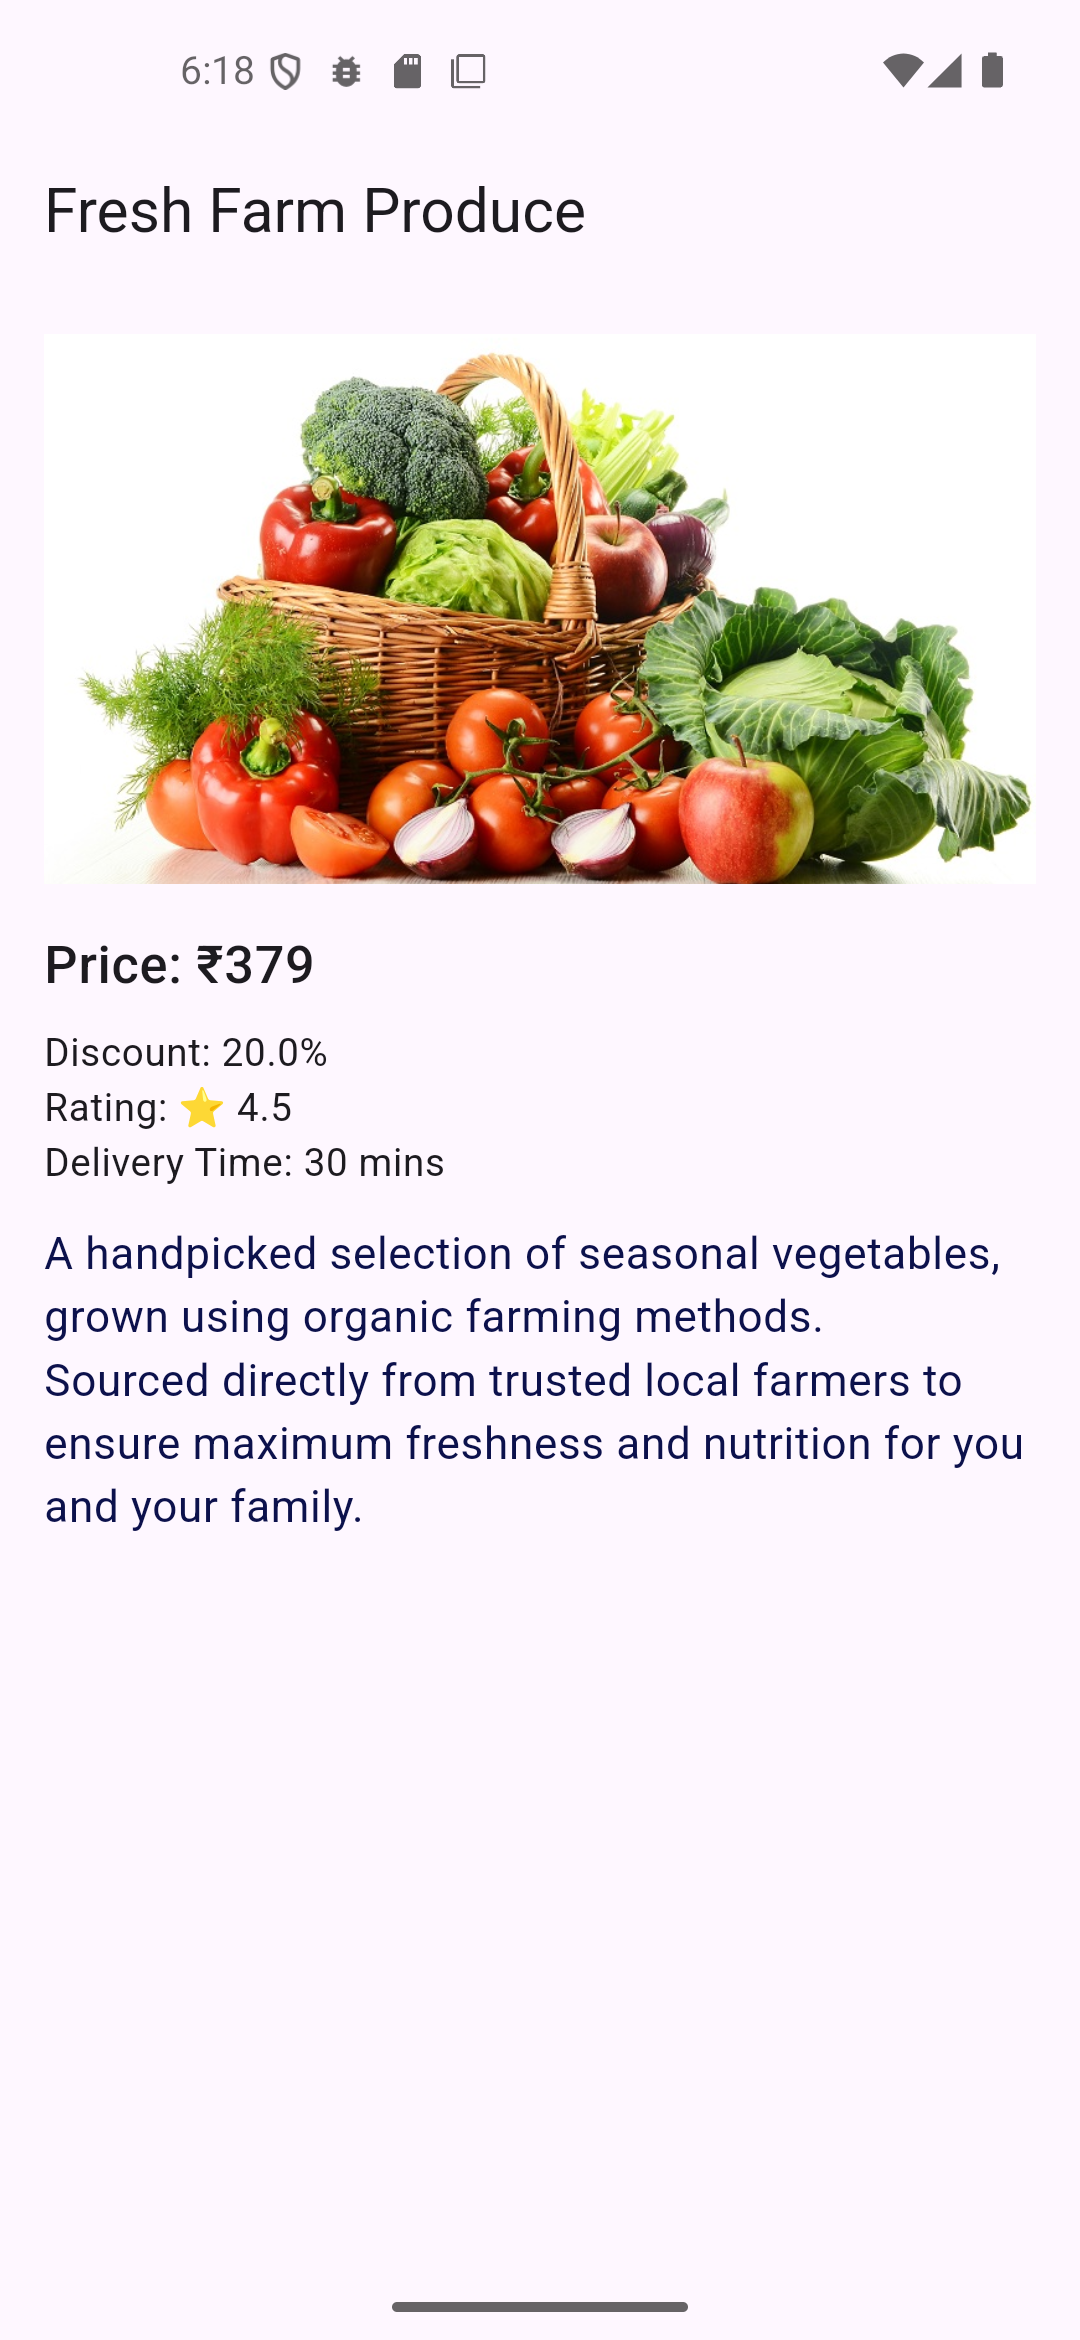 6:18
Fresh Farm Produce
Price: ₹379
Discount: 20.0%
Rating: ⭐ 4.5
Delivery Time: 30 mins
A handpicked selection of seasonal vegetables,
grown using organic farming methods.
Sourced directly from trusted local farmers to
ensure maximum freshness and nutrition for you
and your family.